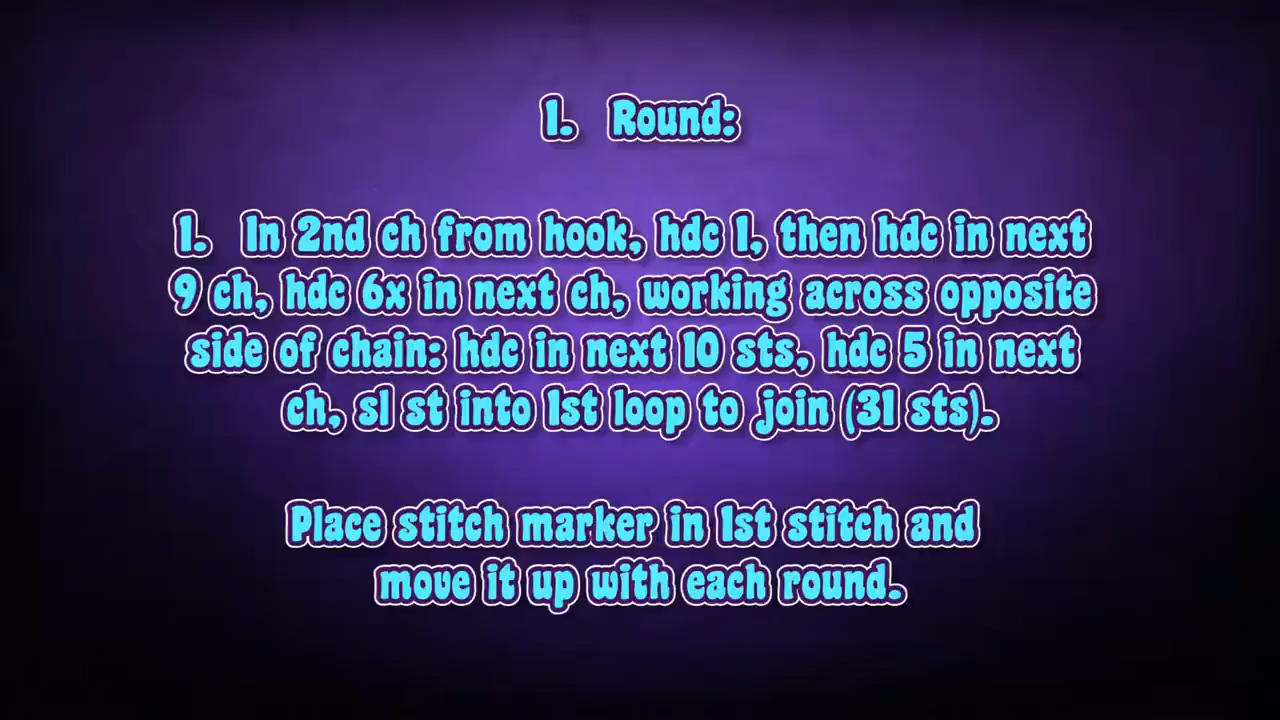 1. Round:
1. In 2nd ch from hook, hdc 1, then hdc in next
9 ch, hdc 6x in next ch, working across opposite
side of chain: hdc in next 10 sts, hdc 5 in next
ch, sl st into 1st loop to join (31 sts).
Place stitch marker in 1st stitch and
move it up with each round.